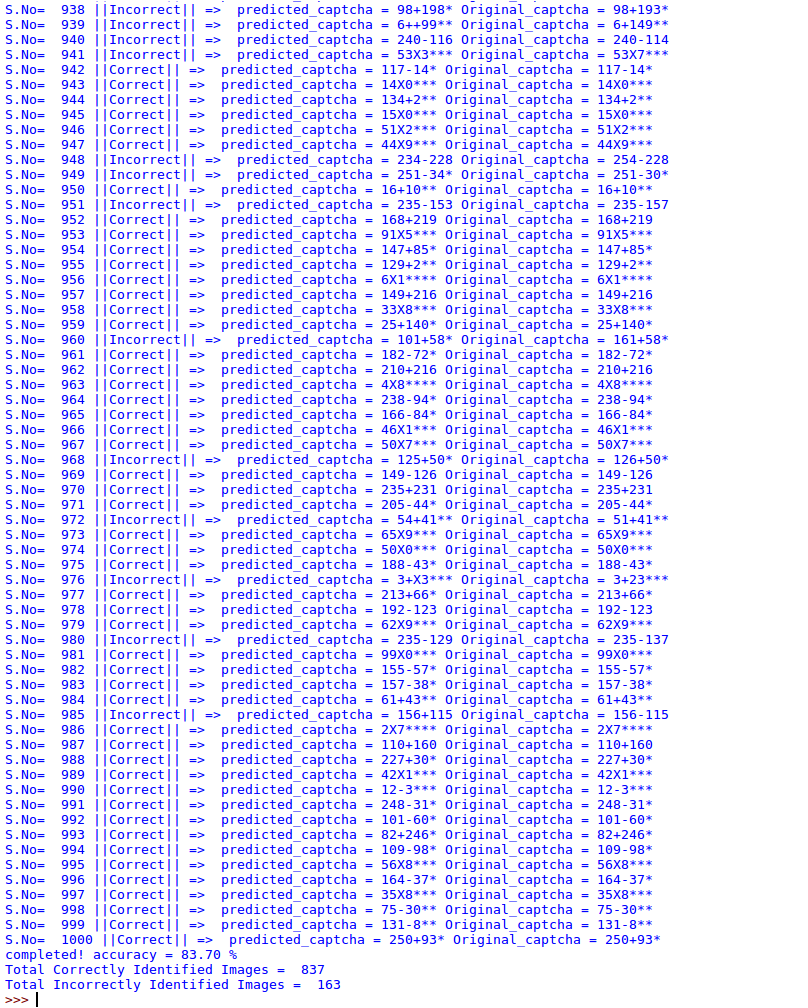 S.No=  938 ||Incorrect|| =>  predicted_captcha = 98+198* Original_captcha = 98+193*
S.No=  939 ||Incorrect|| =>  predicted_captcha = 6++99** Original_captcha = 6+149**
S.No=  940 ||Incorrect|| =>  predicted_captcha = 240-116 Original_captcha = 240-114
S.No=  941 ||Incorrect|| =>  predicted_captcha = 53X3*** Original_captcha = 53X7***
S.No=  942 ||Correct|| =>  predicted_captcha = 117-14* Original_captcha = 117-14*
S.No=  943 ||Correct|| =>  predicted_captcha = 14X0*** Original_captcha = 14X0***
S.No=  944 ||Correct|| =>  predicted_captcha = 134+2** Original_captcha = 134+2**
S.No=  945 ||Correct|| =>  predicted_captcha = 15X0*** Original_captcha = 15X0***
S.No=  946 ||Correct|| =>  predicted_captcha = 51X2*** Original_captcha = 51X2***
S.No=  947 ||Correct|| =>  predicted_captcha = 44X9*** Original_captcha = 44X9***
S.No=  948 ||Incorrect|| =>  predicted_captcha = 234-228 Original_captcha = 254-228
S.No=  949 ||Incorrect|| =>  predicted_captcha = 251-34* Original_captcha = 251-30*
S.No=  950 ||Correct|| =>  predicted_captcha = 16+10** Original_captcha = 16+10**
S.No=  951 ||Incorrect|| =>  predicted_captcha = 235-153 Original_captcha = 235-157
S.No=  952 ||Correct|| =>  predicted_captcha = 168+219 Original_captcha = 168+219
S.No=  953 ||Correct|| =>  predicted_captcha = 91X5*** Original_captcha = 91X5***
S.No=  954 ||Correct|| =>  predicted_captcha = 147+85* Original_captcha = 147+85*
S.No=  955 ||Correct|| =>  predicted_captcha = 129+2** Original_captcha = 129+2**
S.No=  956 ||Correct|| =>  predicted_captcha = 6X1**** Original_captcha = 6X1****
S.No=  957 ||Correct|| =>  predicted_captcha = 149+216 Original_captcha = 149+216
S.No=  958 ||Correct|| =>  predicted_captcha = 33X8*** Original_captcha = 33X8***
S.No=  959 ||Correct|| =>  predicted_captcha = 25+140* Original_captcha = 25+140*
S.No=  960 ||Incorrect|| =>  predicted_captcha = 101+58* Original_captcha = 161+58*
S.No=  961 ||Correct|| =>  predicted_captcha = 182-72* Original_captcha = 182-72*
S.No=  962 ||Correct|| =>  predicted_captcha = 210+216 Original_captcha = 210+216
S.No=  963 ||Correct|| =>  predicted_captcha = 4X8**** Original_captcha = 4X8****
S.No=  964 ||Correct|| =>  predicted_captcha = 238-94* Original_captcha = 238-94*
S.No=  965 ||Correct|| =>  predicted_captcha = 166-84* Original_captcha = 166-84*
S.No=  966 ||Correct|| =>  predicted_captcha = 46X1*** Original_captcha = 46X1***
S.No=  967 ||Correct|| =>  predicted_captcha = 50X7*** Original_captcha = 50X7***
S.No=  968 ||Incorrect|| =>  predicted_captcha = 125+50* Original_captcha = 126+50*
S.No=  969 ||Correct|| =>  predicted_captcha = 149-126 Original_captcha = 149-126
S.No=  970 ||Correct|| =>  predicted_captcha = 235+231 Original_captcha = 235+231
S.No=  971 ||Correct|| =>  predicted_captcha = 205-44* Original_captcha = 205-44*
S.No=  972 ||Incorrect|| =>  predicted_captcha = 54+41** Original_captcha = 51+41**
S.No=  973 ||Correct|| =>  predicted_captcha = 65X9*** Original_captcha = 65X9***
S.No=  974 ||Correct|| =>  predicted_captcha = 50X0*** Original_captcha = 50X0***
S.No=  975 ||Correct|| =>  predicted_captcha = 188-43* Original_captcha = 188-43*
S.No=  976 ||Incorrect|| =>  predicted_captcha = 3+X3*** Original_captcha = 3+23***
S.No=  977 ||Correct|| =>  predicted_captcha = 213+66* Original_captcha = 213+66*
S.No=  978 ||Correct|| =>  predicted_captcha = 192-123 Original_captcha = 192-123
S.No=  979 ||Correct|| =>  predicted_captcha = 62X9*** Original_captcha = 62X9***
S.No=  980 ||Incorrect|| =>  predicted_captcha = 235-129 Original_captcha = 235-137
S.No=  981 ||Correct|| =>  predicted_captcha = 99X0*** Original_captcha = 99X0***
S.No=  982 ||Correct|| =>  predicted_captcha = 155-57* Original_captcha = 155-57*
S.No=  983 ||Correct|| =>  predicted_captcha = 157-38* Original_captcha = 157-38*
S.No=  984 ||Correct|| =>  predicted_captcha = 61+43** Original_captcha = 61+43**
S.No=  985 ||Incorrect|| =>  predicted_captcha = 156+115 Original_captcha = 156-115
S.No=  986 ||Correct|| =>  predicted_captcha = 2X7**** Original_captcha = 2X7****
S.No=  987 ||Correct|| =>  predicted_captcha = 110+160 Original_captcha = 110+160
S.No=  988 ||Correct|| =>  predicted_captcha = 227+30* Original_captcha = 227+30*
S.No=  989 ||Correct|| =>  predicted_captcha = 42X1*** Original_captcha = 42X1***
S.No=  990 ||Correct|| =>  predicted_captcha = 12-3*** Original_captcha = 12-3***
S.No=  991 ||Correct|| =>  predicted_captcha = 248-31* Original_captcha = 248-31*
S.No=  992 ||Correct|| =>  predicted_captcha = 101-60* Original_captcha = 101-60*
S.No=  993 ||Correct|| =>  predicted_captcha = 82+246* Original_captcha = 82+246*
S.No=  994 ||Correct|| =>  predicted_captcha = 109-98* Original_captcha = 109-98*
S.No=  995 ||Correct|| =>  predicted_captcha = 56X8*** Original_captcha = 56X8***
S.No=  996 ||Correct|| =>  predicted_captcha = 164-37* Original_captcha = 164-37*
S.No=  997 ||Correct|| =>  predicted_captcha = 35X8*** Original_captcha = 35X8***
S.No=  998 ||Correct|| =>  predicted_captcha = 75-30** Original_captcha = 75-30**
S.No=  999 ||Correct|| =>  predicted_captcha = 131-8** Original_captcha = 131-8**
S.No=  1000 ||Correct|| =>  predicted_captcha = 250+93* Original_captcha = 250+93*
completed! accuracy = 83.70 %
Total Correctly Identified Images =  837
Total Incorrectly Identified Images =  163
>>>